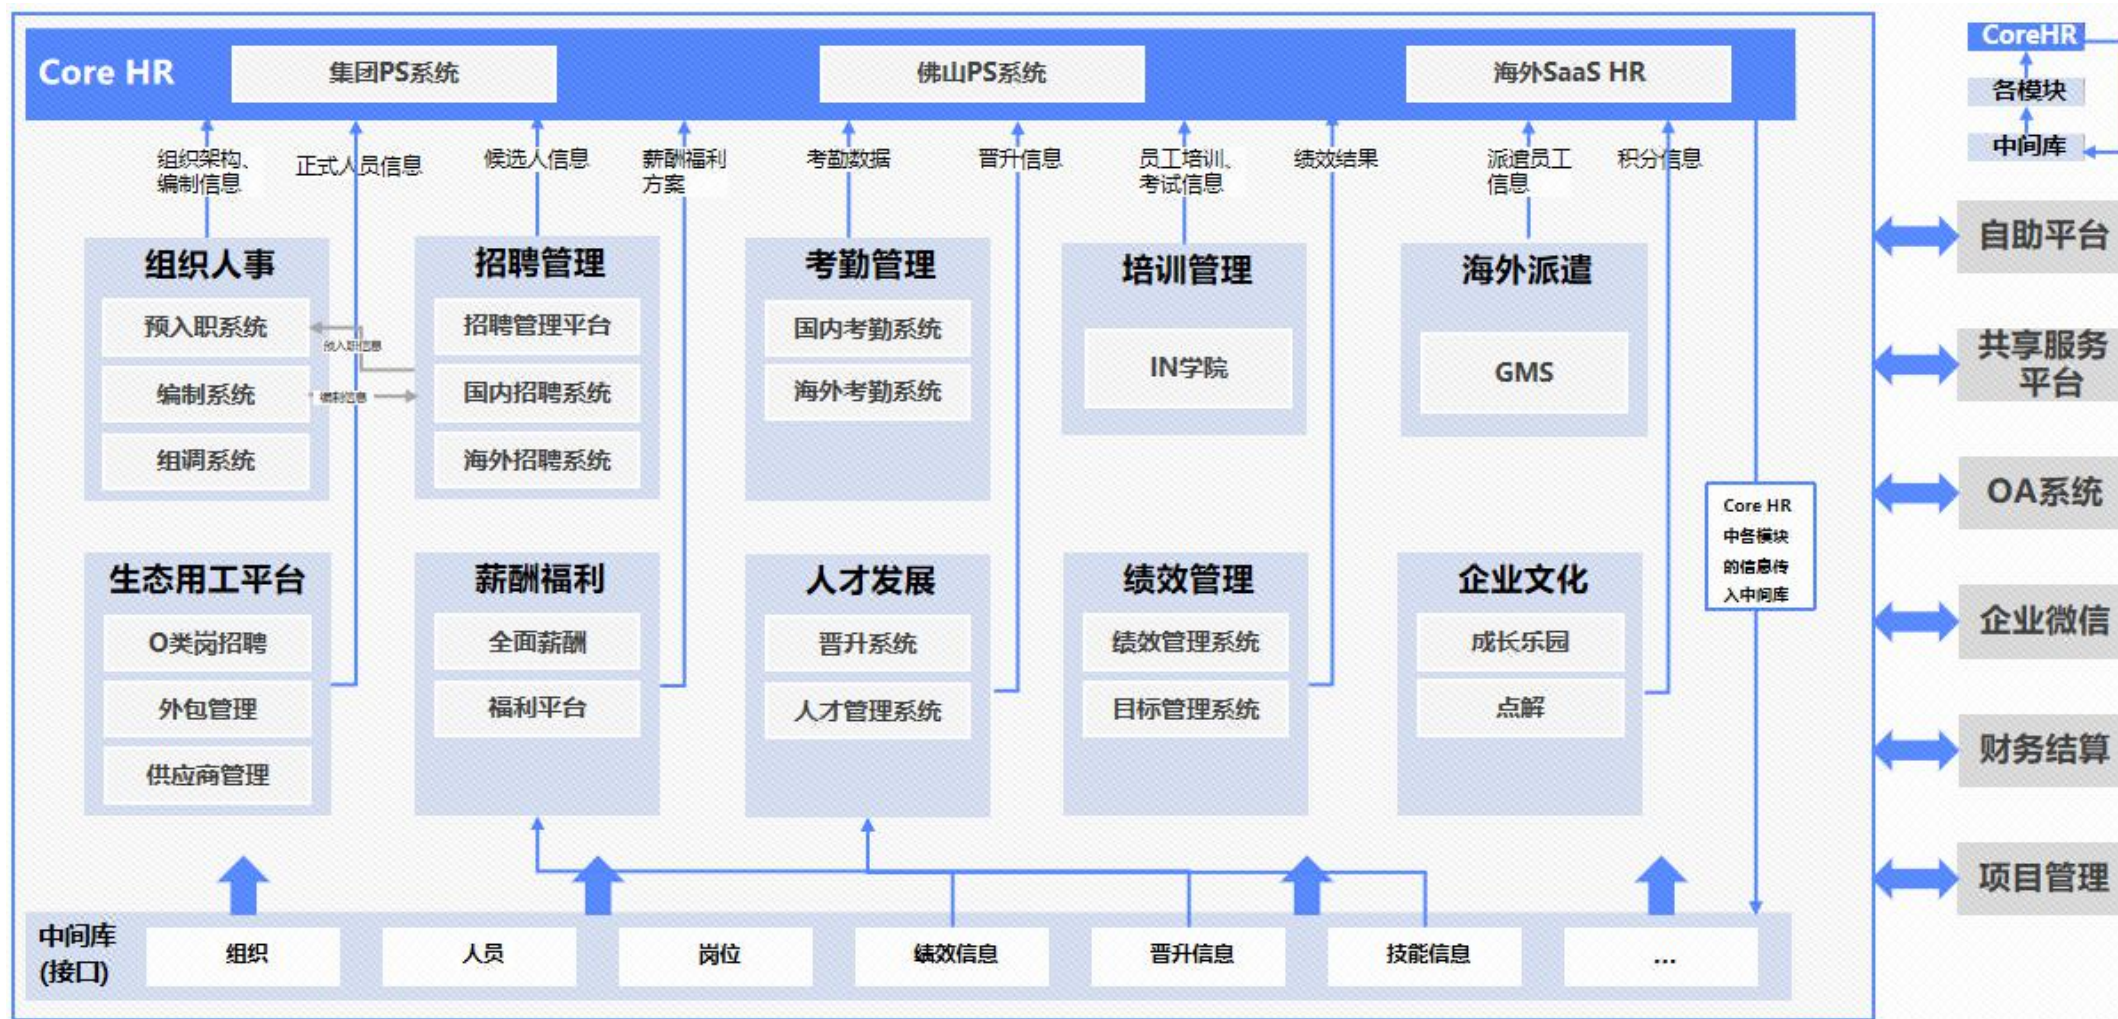 Core HR
集团PS系统
佛山PS系统
海外SaaS HR
组织架构、
编制信息
正式人员信息
候选人信息
薪酬福利
方案
考勤数据
晋升信息
员工培训、
考试信息
绩效结果
派遣员工
信息
积分信息
组织人事
预入职系统
编制系统
组调系统
预入职信息
编制信息
招聘管理
招聘管理平台
国内招聘系统
海外招聘系统
考勤管理
国内考勤系统
海外考勤系统
培训管理
IN学院
海外派遣
GMS
生态用工平台
O类岗招聘
外包管理
供应商管理
薪酬福利
全面薪酬
福利平台
人才发展
晋升系统
人才管理系统
绩效管理
绩效管理系统
目标管理系统
企业文化
成长乐园
点解
Core HR
中各模块
的信息传
入中间库
中间库
(接口)
组织
人员
岗位
绩效信息
晋升信息
技能信息
...
CoreHR
各模块
中间库
自助平台
共享服务
平台
OA系统
企业微信
财务结算
项目管理